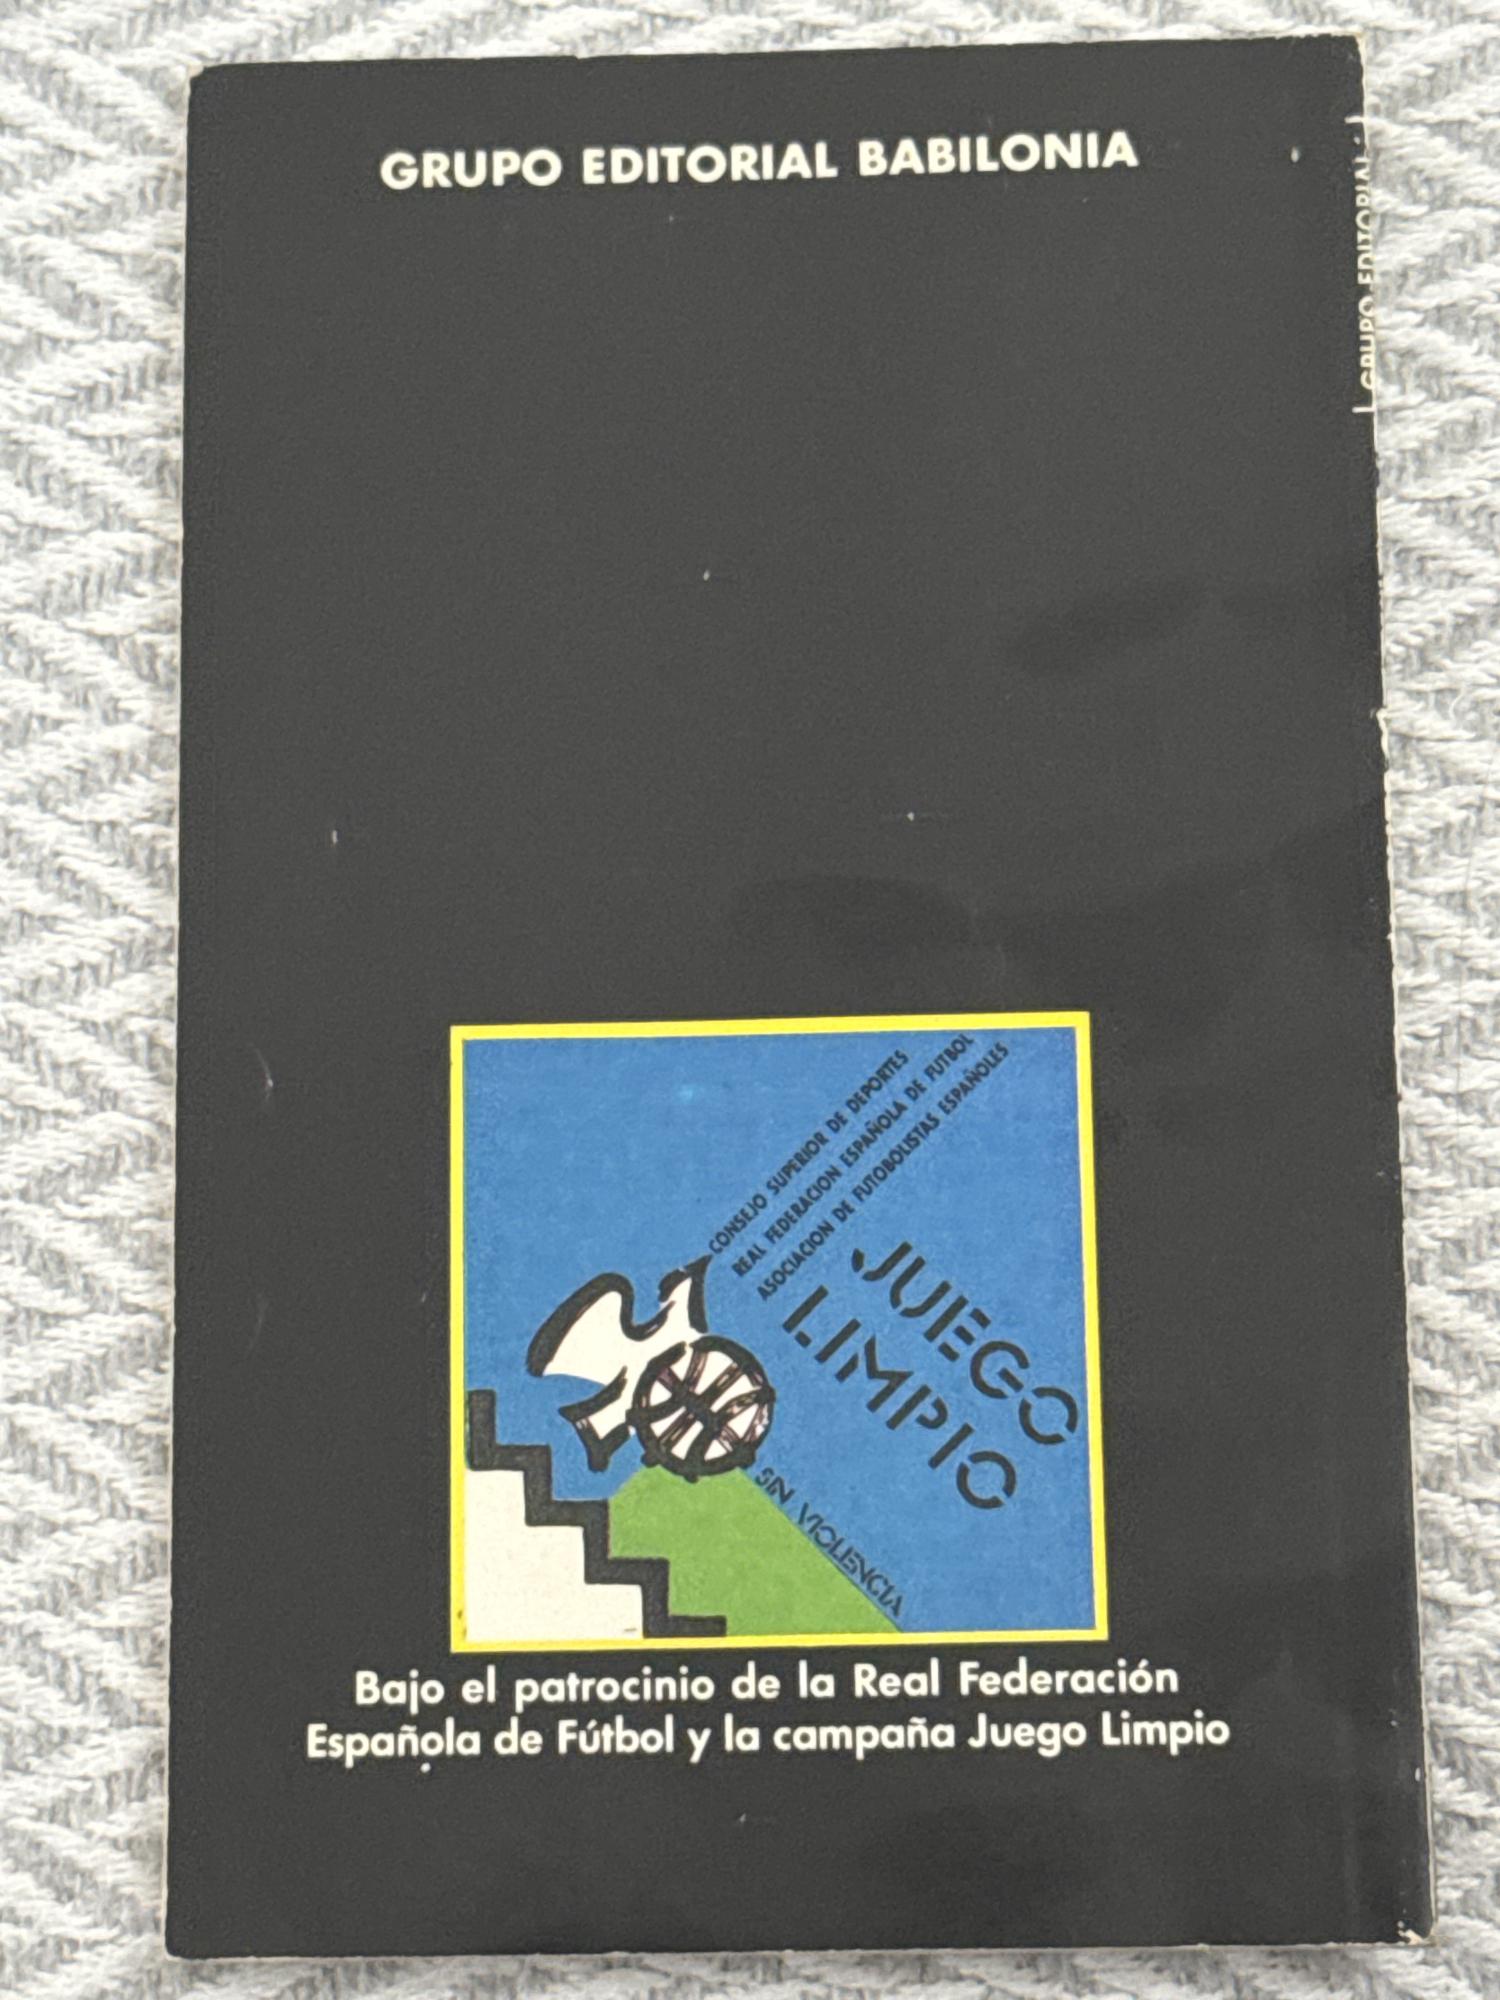 GRUPO EDITORIAL BABILONIA
GRUPO EDITORIAL
CONSEJO SUPERIOR DE DEPORTES
REAL FEDERACION ESPAÑOLA DE FUTBOL
ASOCIACION DE FUTOBOLISTAS ESPAÑOLES
JUEGO
LIMPIO
SIN VIOLENCIA
Bajo el patrocinio de la Real Federación
Española de Fútbol y la campaña Juego Limpio